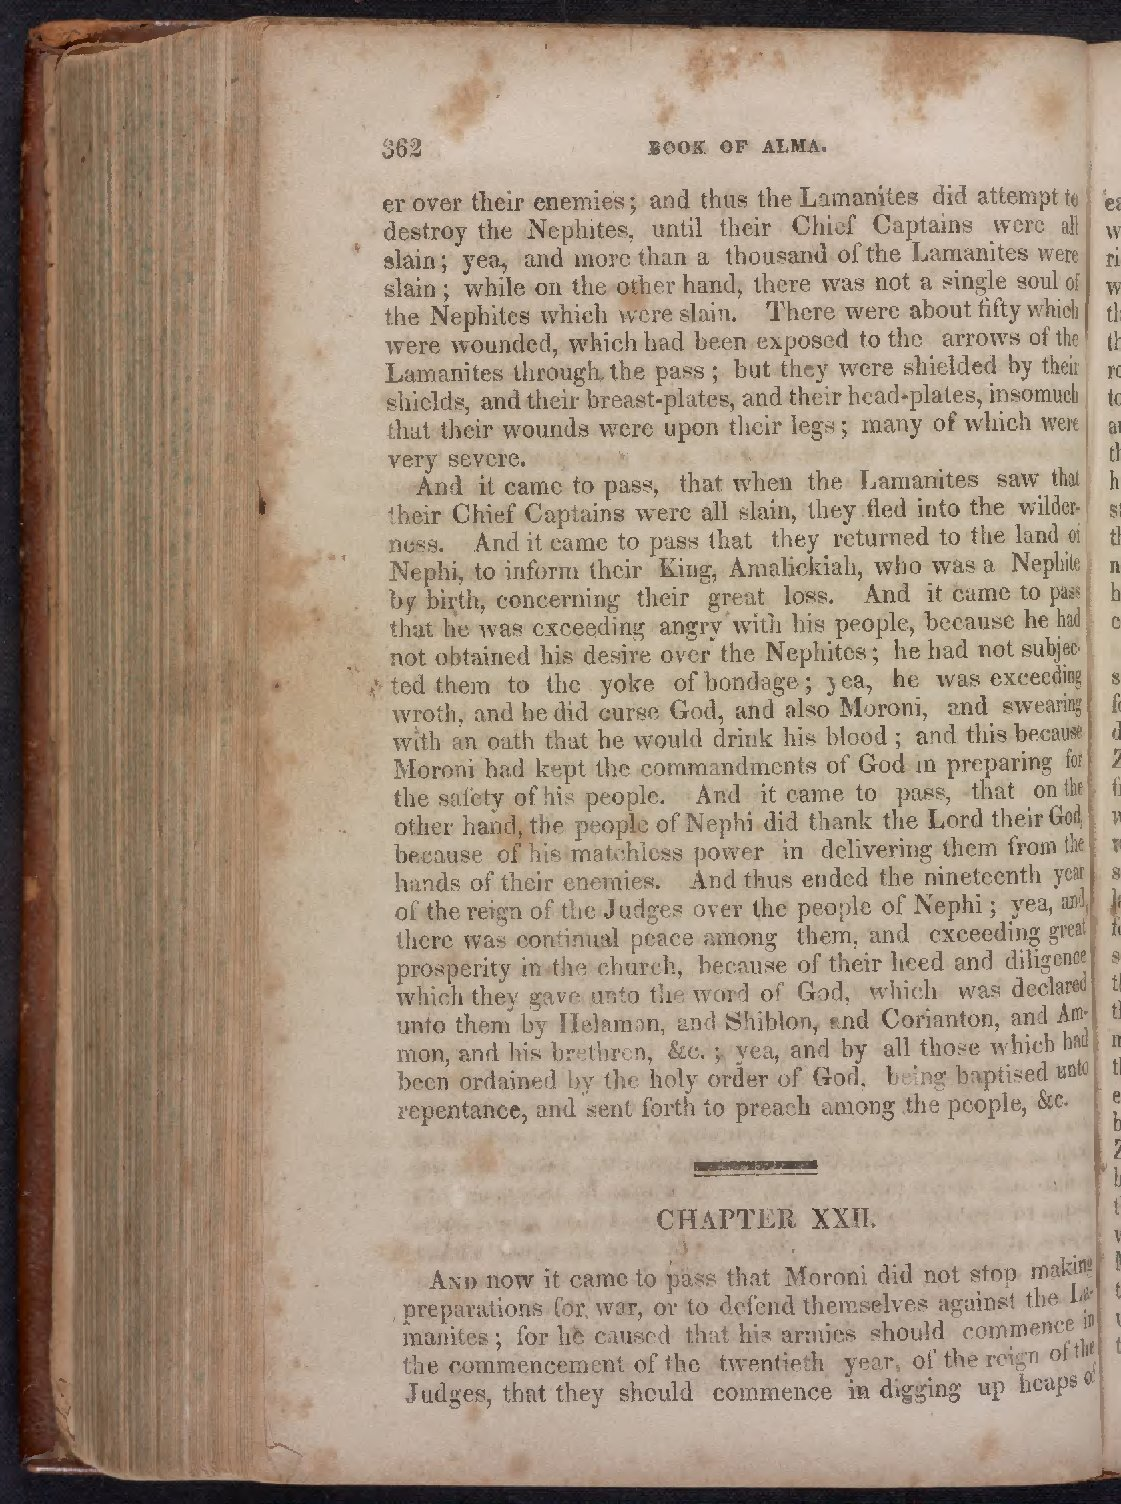 362 BOOK OF ALMA.
er over their enemies; and thus the Lamanites did attempt to
destroy the Nephites, until their Chief Captains were all
slain; yea, and more than a thousand of the Lamanites were
slain; while on the other hand, there was not a single soul of
the Nephites which were slain. There were about fifty which
were wounded, which had been exposed to the arrows of the
Lamanites through the pass; but they were shielded by their
shields, and their breast-plates, and their head-plates, insomuch
that their wounds were upon their legs; many of which were
very severe.
And it came to pass, that when the Lamanites saw that
their Chief Captains were all slain, they fled into the wilder-
ness. And it came to pass that they returned to the land of
Nephi, to inform their King, Amalickiah, who was a Nephite
by birth, concerning their great loss. And it came to pass
that he was exceeding angry with his people, because he had
not obtained his desire over the Nephites; he had not subjec-
ted them to the yoke of bondage; yea, he was exceeding
wroth, and he did curse God, and also Moroni, and swearing
with an oath that he would drink his blood; and this because
Moroni had kept the commandments of God in preparing for
the safety of his people. And it came to pass, that on the
other hand, the people of Nephi did thank the Lord their God,
because of his matchless power in delivering them from the
hands of their enemies. And thus ended the nineteenth year
of the reign of the Judges over the people of Nephi; yea, and,
there was continual peace among them, and exceeding great
prosperity in the church, because of their heed and diligence
which they gave unto the word of God, which was declared
unto them by Helaman, and Shiblon, and Corianton, and Am-
mon, and his brethren, &c.; yea, and by all those which had
been ordained by the holy order of God, being baptised unto
repentance, and sent forth to preach among the people, &c.
CHAPTER XXII.
AND now it came to pass that Moroni did not stop making
preparations for war, or to defend themselves against the La-
manites; for he caused that his armies should commence in
the commencement of the twentieth year, of the reign of the
Judges, that they should commence in digging up heaps of